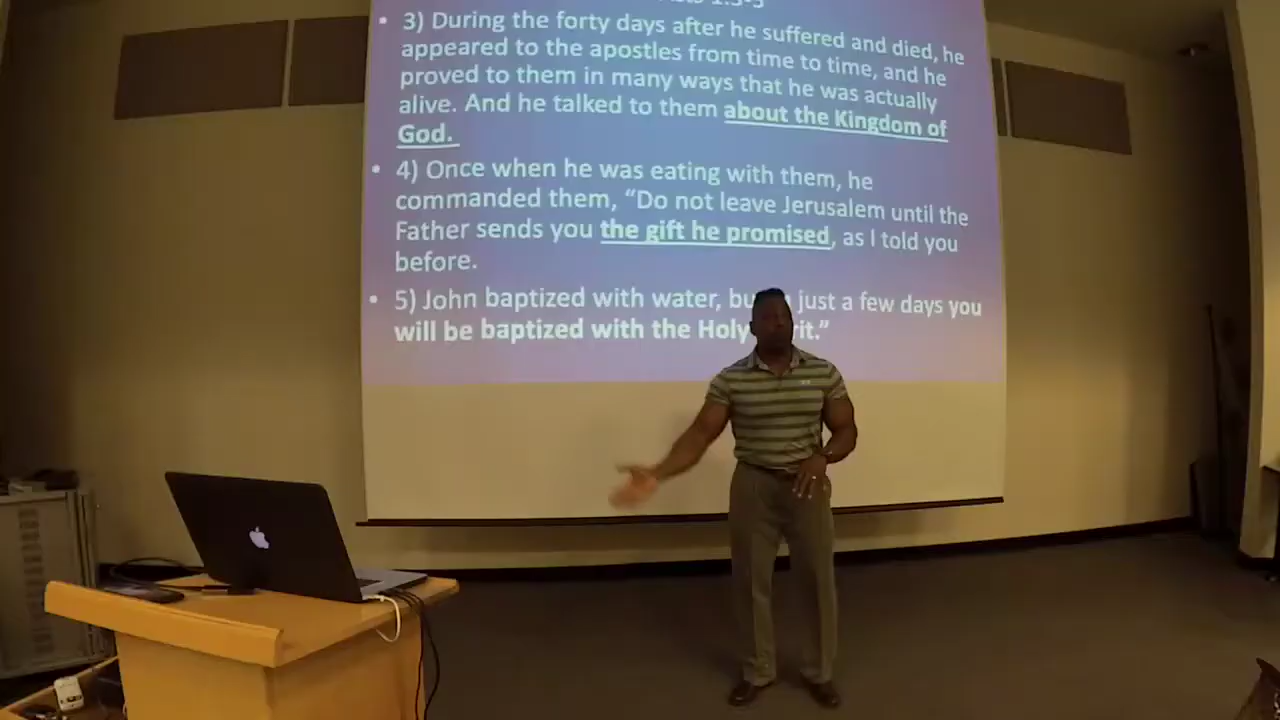 • 3) During the forty days after he suffered and died, he
appeared to the apostles from time to time, and he
proved to them in many ways that he was actually
alive. And he talked to them about the Kingdom of
God.
• 4) Once when he was eating with them, he
commanded them, “Do not leave Jerusalem until the
Father sends you the gift he promised, as I told you
before.
• 5) John baptized with water, but just a few days you
will be baptized with the Holy